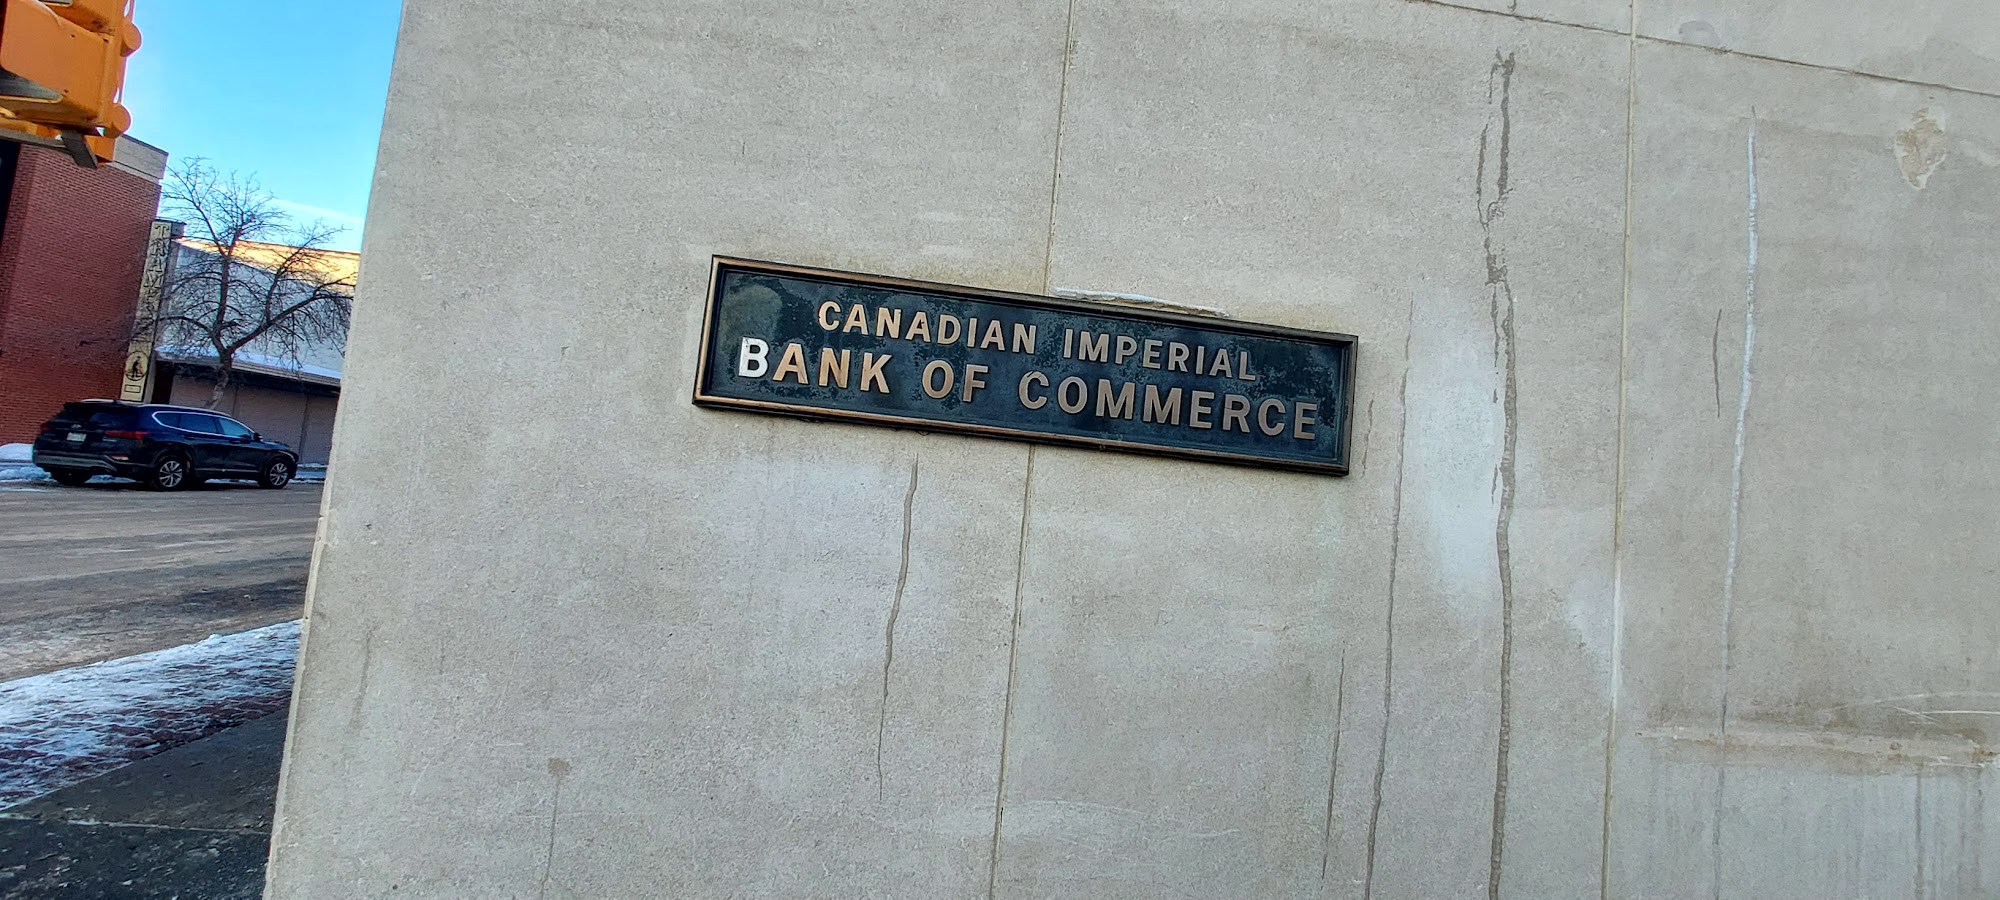 CANADIAN IMPERIAL
BANK OF COMMERCE